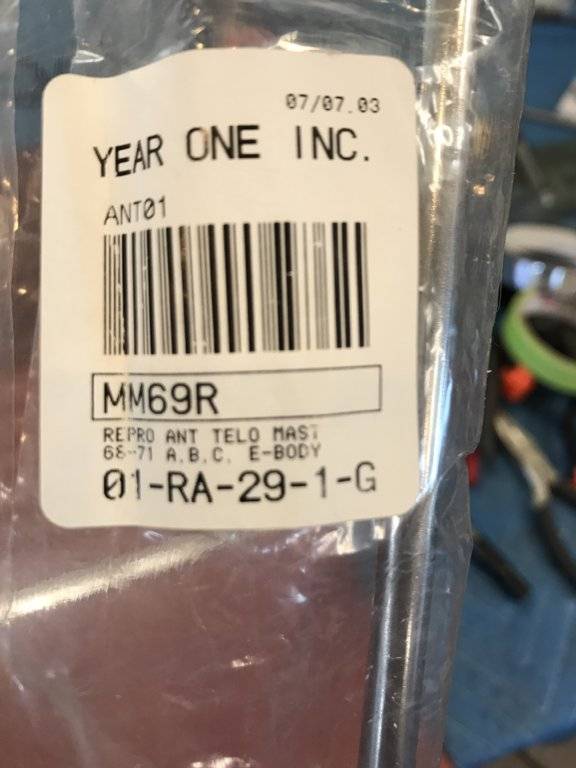 07/07.03
YEAR ONE INC.
ANT01
MM69R
REPRO ANT TELO MAST
68-71 A.B.C. E-BODY
01-RA-29-1-G